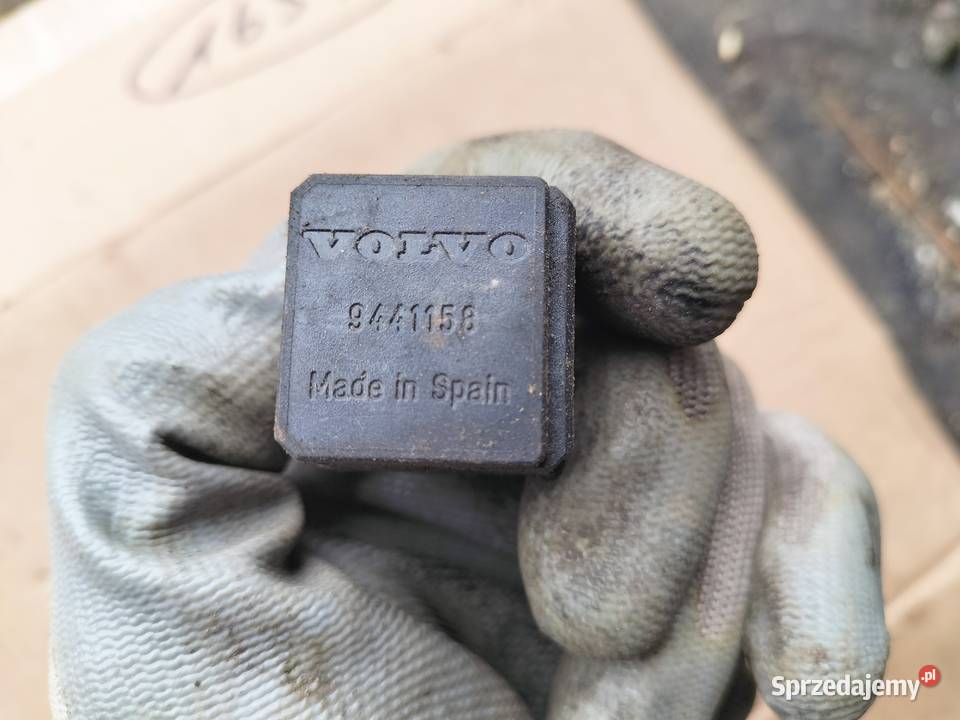 VOLVO
9441158
Made in Spain
Sprzedajemy.pl